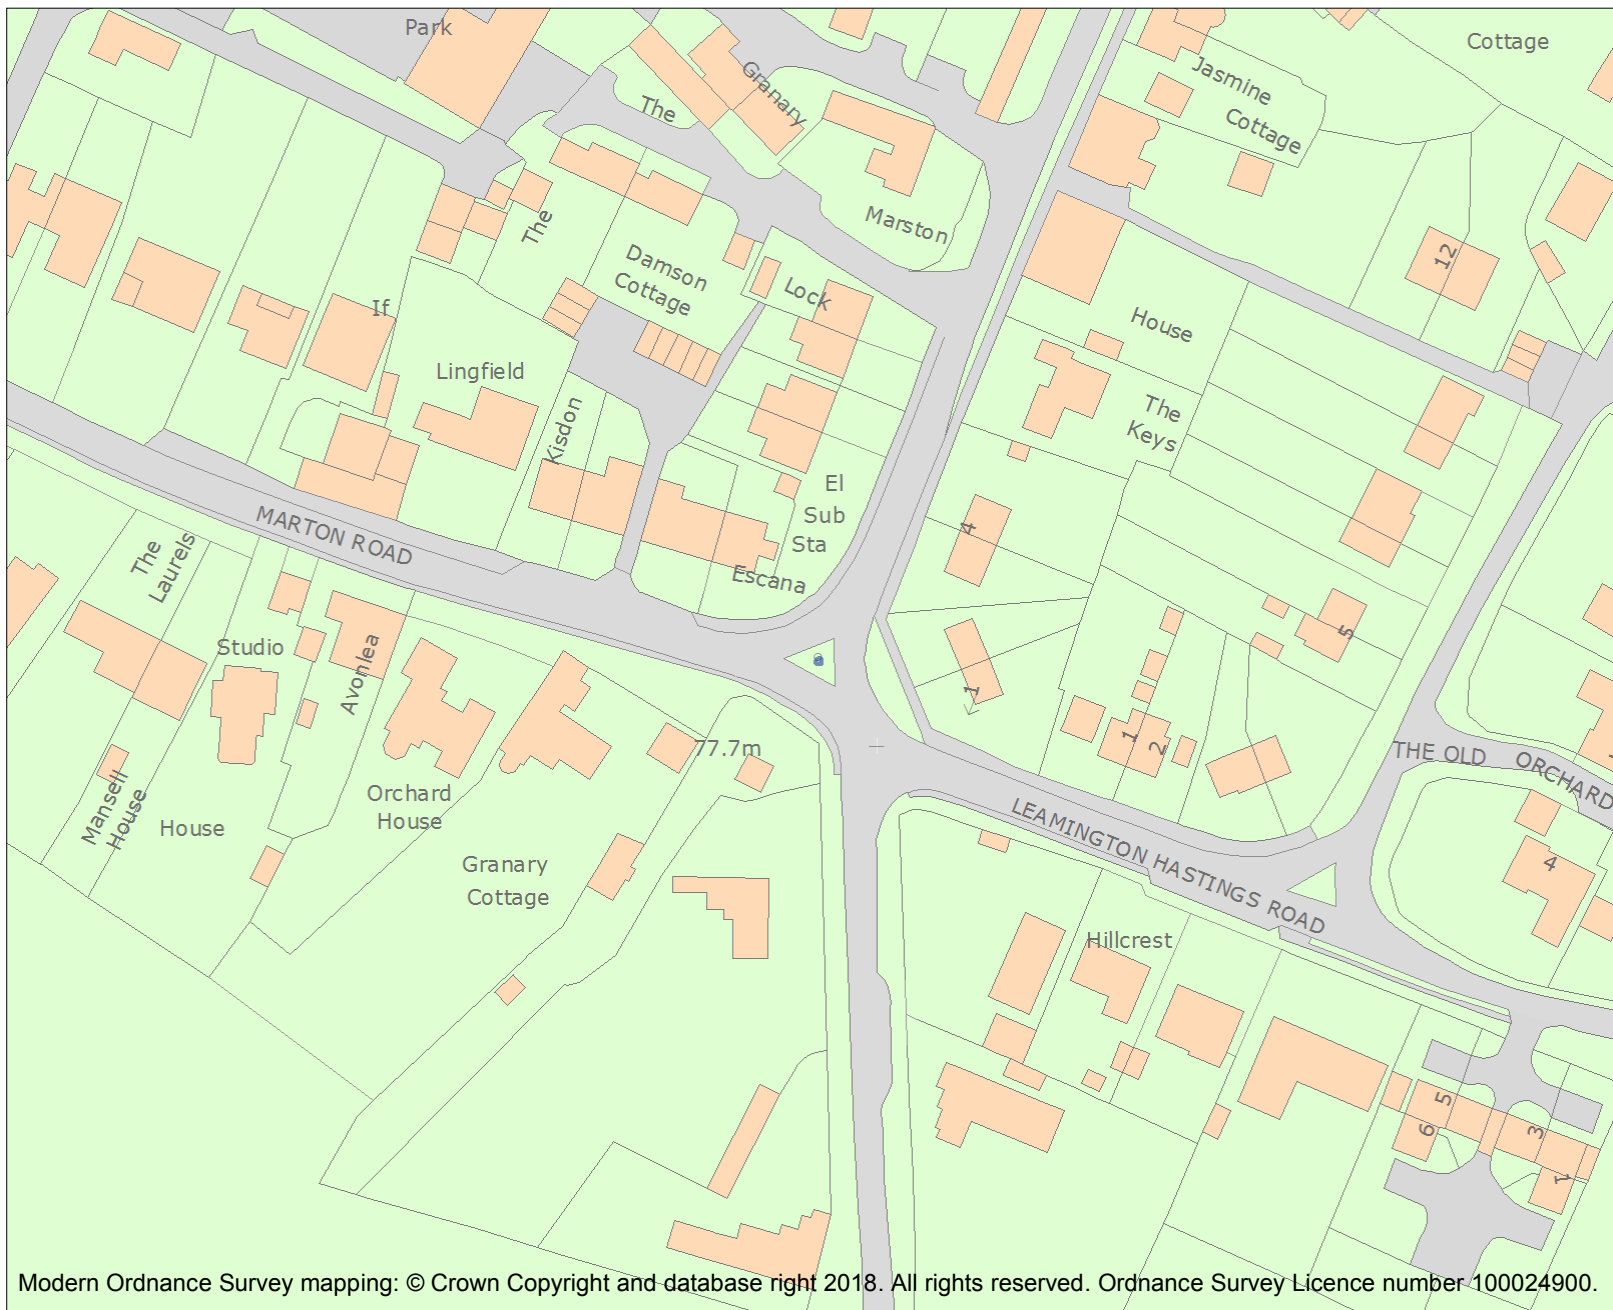 Park
Cottage
The
Granary
Jasmine
Cottage
Marston
The
Damson
Cottage
Lock
12
House
If
Lingfield
Kisdon
The
Keys
El
Sub
Sta
4
MARTON ROAD
The
Laurels
Escana
Studio
Avonlea
5
1
77.7m
1
2
THE OLD ORCHARD
Mansell
House
House
Orchard
House
Granary
Cottage
LEAMINGTON HASTINGS ROAD
4
Hillcrest
5
6
3
1
Modern Ordnance Survey mapping: © Crown Copyright and database right 2018. All rights reserved. Ordnance Survey Licence number 100024900.